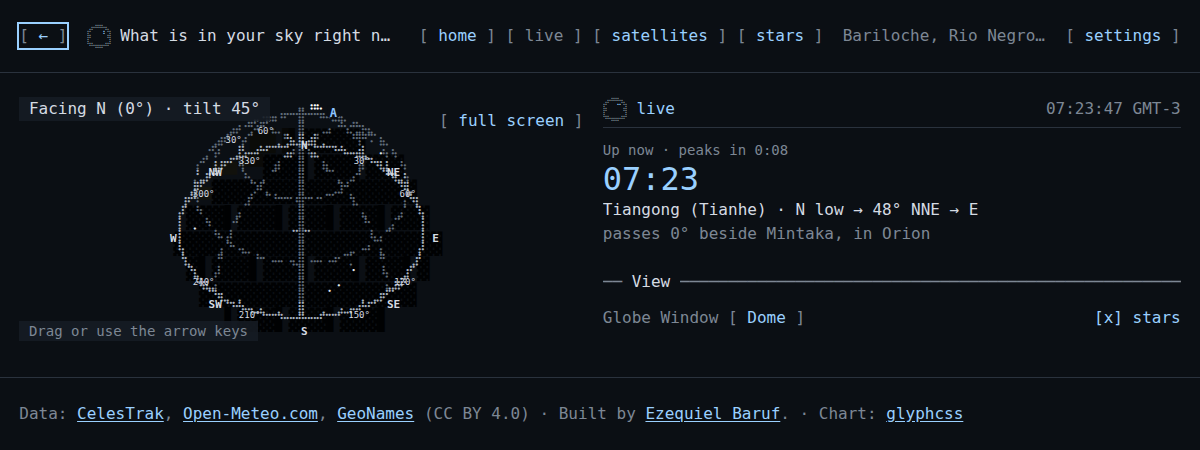 [ ← ] What is in your sky right n… [ home ] [ live ] [ satellites ] [ stars ] Bariloche, Rio Negro… [ settings ]
Facing N (0°) · tilt 45°
[ full screen ]
A
60°
30°
N
330°
30°
NW
NE
300°
60°
W
E
240°
120°
SW
SE
210°
150°
S
Drag or use the arrow keys
live 07:23:47 GMT-3
Up now · peaks in 0:08
07:23
Tiangong (Tianhe) · N low → 48° NNE → E
passes 0° beside Mintaka, in Orion
View
Globe Window [ Dome ] [x] stars
Data: CelesTrak, Open-Meteo.com, GeoNames (CC BY 4.0) · Built by Ezequiel Baruf. · Chart: glyphcss